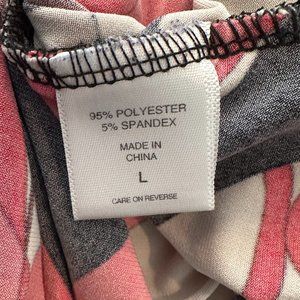 95% POLYESTER
5% SPANDEX
MADE IN
CHINA
L
CARE ON REVERSE